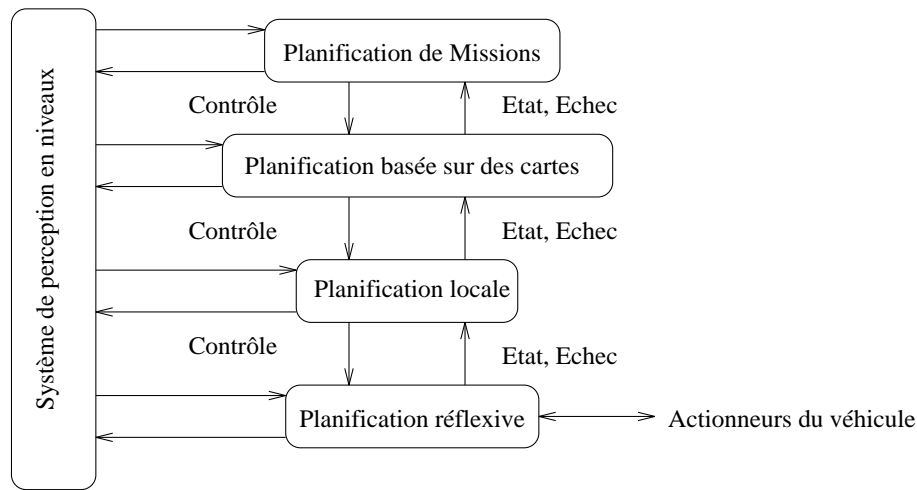 Système de perception en niveaux
Planification de Missions
Contrôle
Etat, Echec
Planification basée sur des cartes
Contrôle
Etat, Echec
Planification locale
Contrôle
Etat, Echec
Planification réflexive
Actionneurs du véhicule